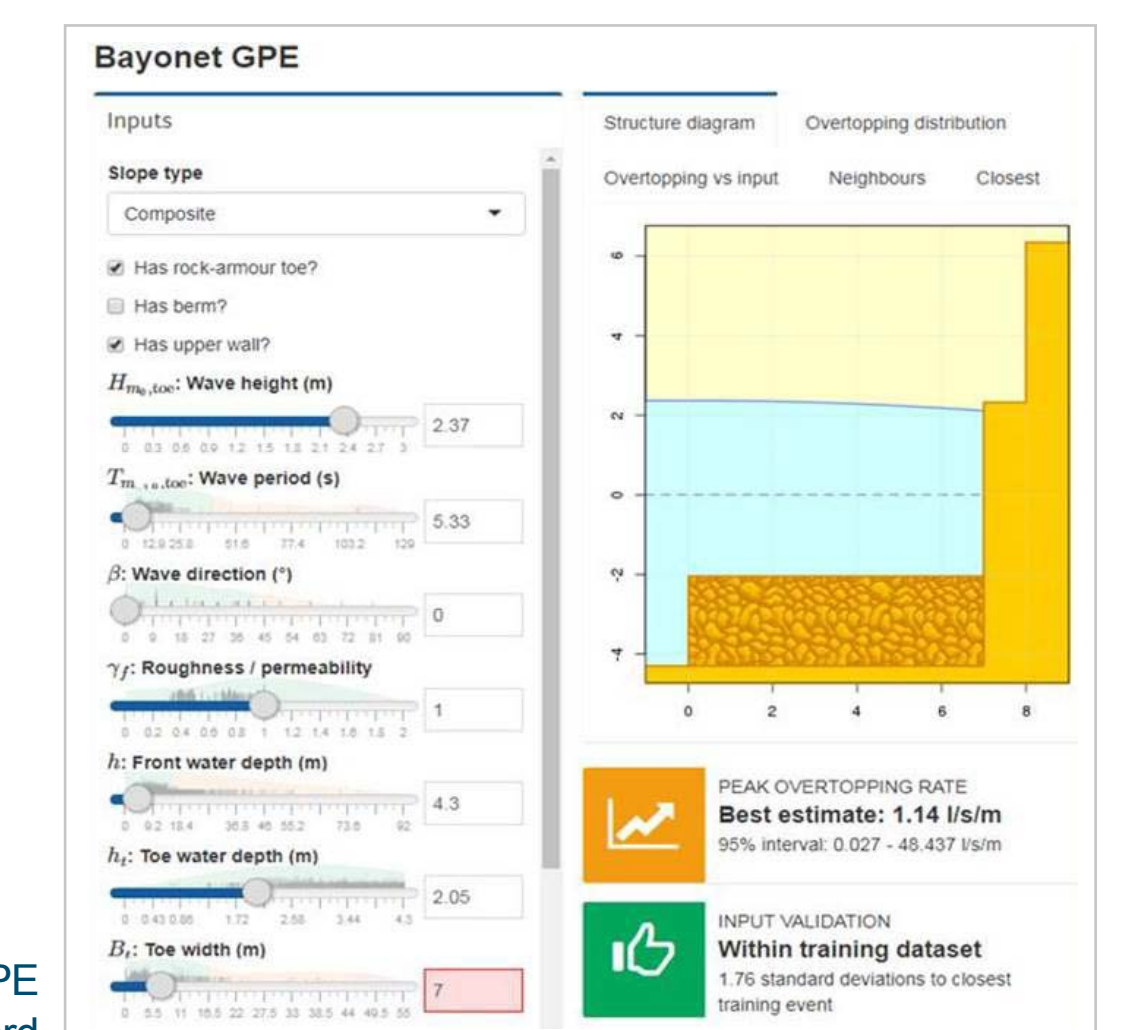 Bayonet GPE
Inputs
Slope type
Composite
Has rock-armour toe?
Has berm?
Has upper wall?
H_{m_0,toe}: Wave height (m)
2.37
0 0.3 0.6 0.9 1.2 1.5 1.8 2.1 2.4 2.7 3
: Wave period (s)
5.33
0 12.9 25.8 51.6 77.4 103.2 129
β: Wave direction (°)
0
0 9 18 27 36 45 54 63 72 81 90
γ_f: Roughness / permeability
1
0 0.2 0.4 0.6 0.8 1 1.2 1.4 1.6 1.8 2
h: Front water depth (m)
4.3
0 9.2 18.4 36.8 46 55.2 73.6 92
h_t: Toe water depth (m)
2.05
0 0.43 0.86 1.72 2.58 3.44 4.3
B_t: Toe width (m)
7
0 5.5 11 16.5 22 27.5 33 38.5 44 49.5 55
Structure diagram Overtopping distribution
Overtopping vs input Neighbours Closest
6
4
2
0
-2
-4
0 2 4 6 8
PEAK OVERTOPPING RATE
Best estimate: 1.14 l/s/m
95% interval: 0.027 - 48.437 l/s/m
INPUT VALIDATION
Within training dataset
1.76 standard deviations to closest
training event
PE
rd